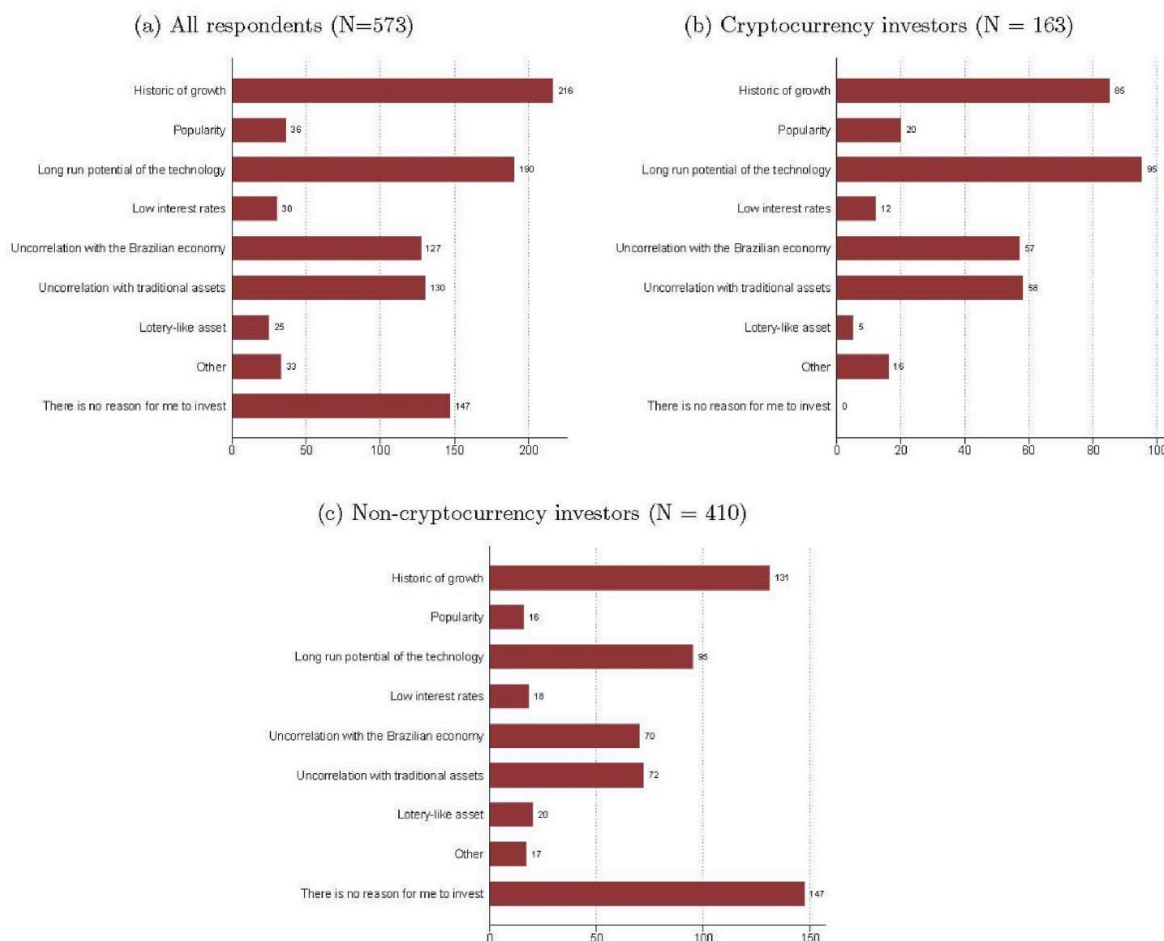 (a) All respondents (N=573)
Historic of growth 216
Popularity 36
Long run potential of the technology 190
Low interest rates 30
Uncorrelation with the Brazilian economy 127
Uncorrelation with traditional assets 130
Lotery-like asset 25
Other 33
There is no reason for me to invest 147
0 50 100 150 200
(b) Cryptocurrency investors (N = 163)
Historic of growth 85
Popularity 20
Long run potential of the technology 95
Low interest rates 12
Uncorrelation with the Brazilian economy 57
Uncorrelation with traditional assets 58
Lotery-like asset 5
Other 16
There is no reason for me to invest 0
0 20 40 60 80 100
(c) Non-cryptocurrency investors (N = 410)
Historic of growth 131
Popularity 16
Long run potential of the technology 95
Low interest rates 18
Uncorrelation with the Brazilian economy 70
Uncorrelation with traditional assets 72
Lotery-like asset 20
Other 17
There is no reason for me to invest 147
0 50 100 150